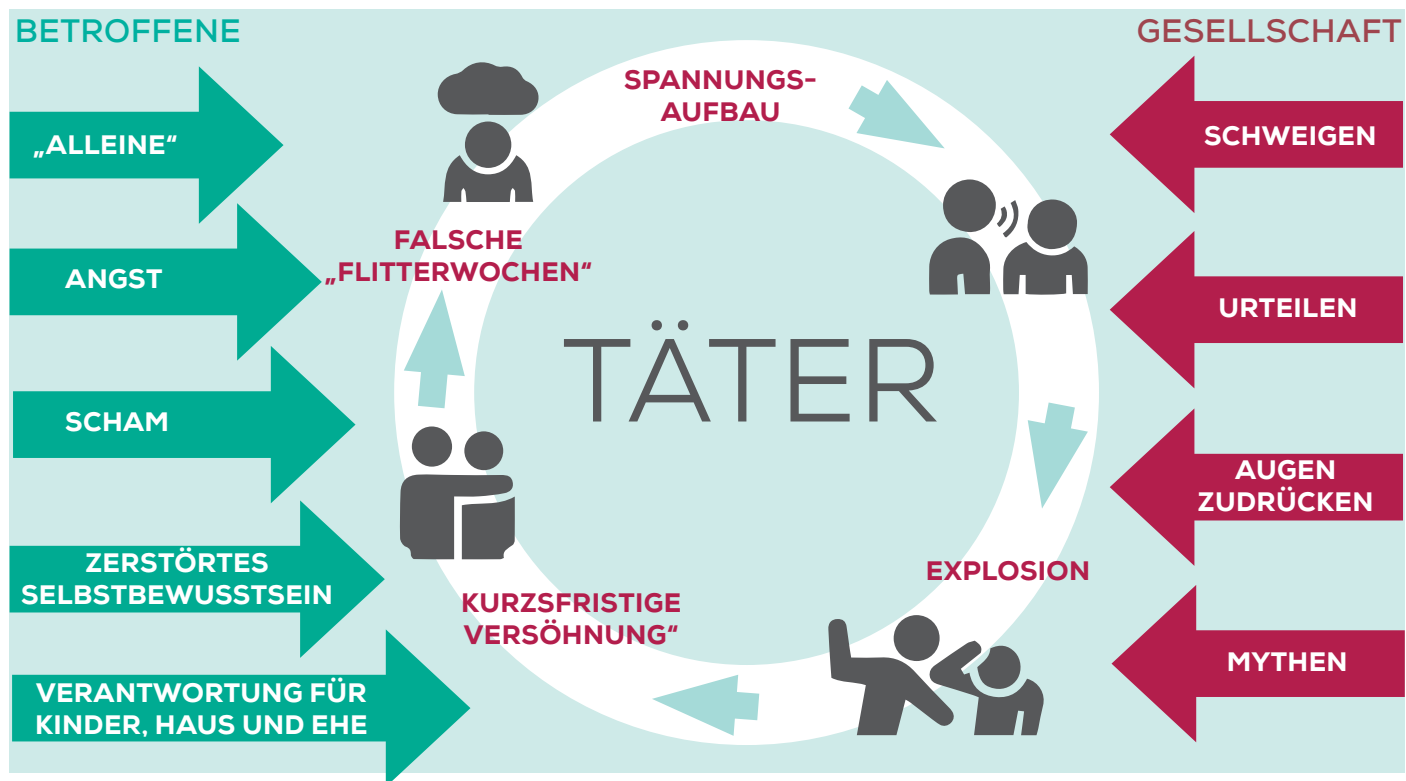 BETROFFENE
„ALLEINE“
ANGST
SCHAM
ZERSTÖRTES
SELBSTBEWUSSTSEIN
VERANTWORTUNG FÜR
KINDER, HAUS UND EHE
SPANNUNGS-
AUFBAU
FALSCHE
„FLITTERWOCHEN“
TÄTER
EXPLOSION
KURZSFRISTIGE
VERSÖHNUNG“
GESELLSCHAFT
SCHWEIGEN
URTEILEN
AUGEN
ZUDRÜCKEN
MYTHEN